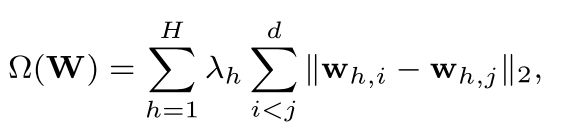 Ω(𝐖) = ∑_{h=1}^{H} λ_h ∑_{i<j}^{d} ‖𝐰_{h,i} − 𝐰_{h,j}‖_2,